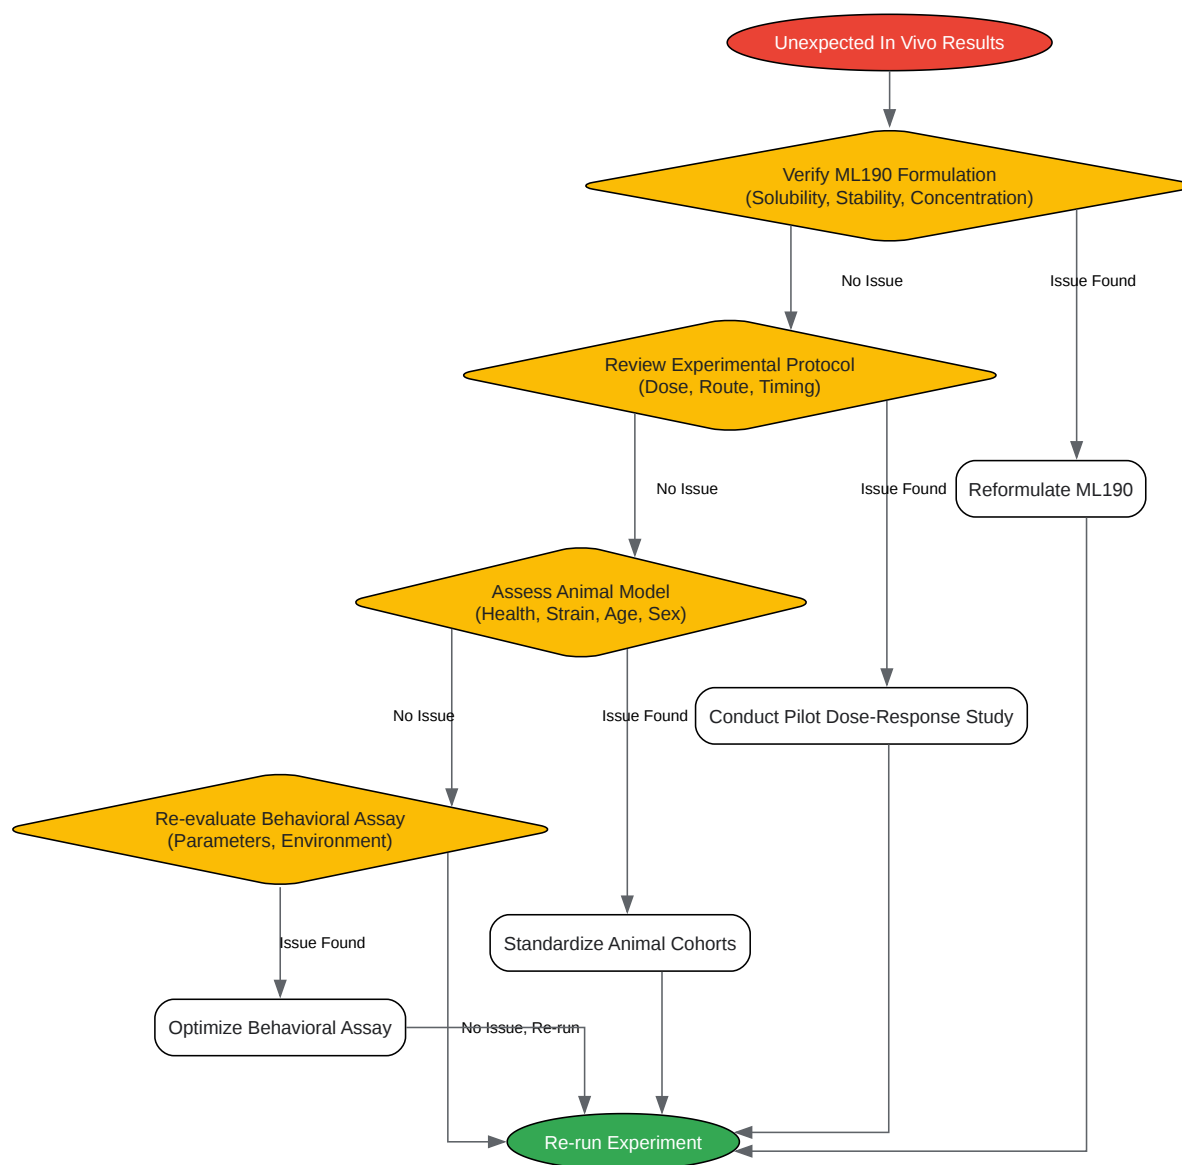 Unexpected In Vivo Results
Verify ML190 Formulation
(Solubility, Stability, Concentration)
No Issue
Issue Found
Review Experimental Protocol
(Dose, Route, Timing)
No Issue
Issue Found
Reformulate ML190
Assess Animal Model
(Health, Strain, Age, Sex)
No Issue
Issue Found
Conduct Pilot Dose-Response Study
Re-evaluate Behavioral Assay
(Parameters, Environment)
Issue Found
Standardize Animal Cohorts
Optimize Behavioral Assay
No Issue, Re-run
Re-run Experiment